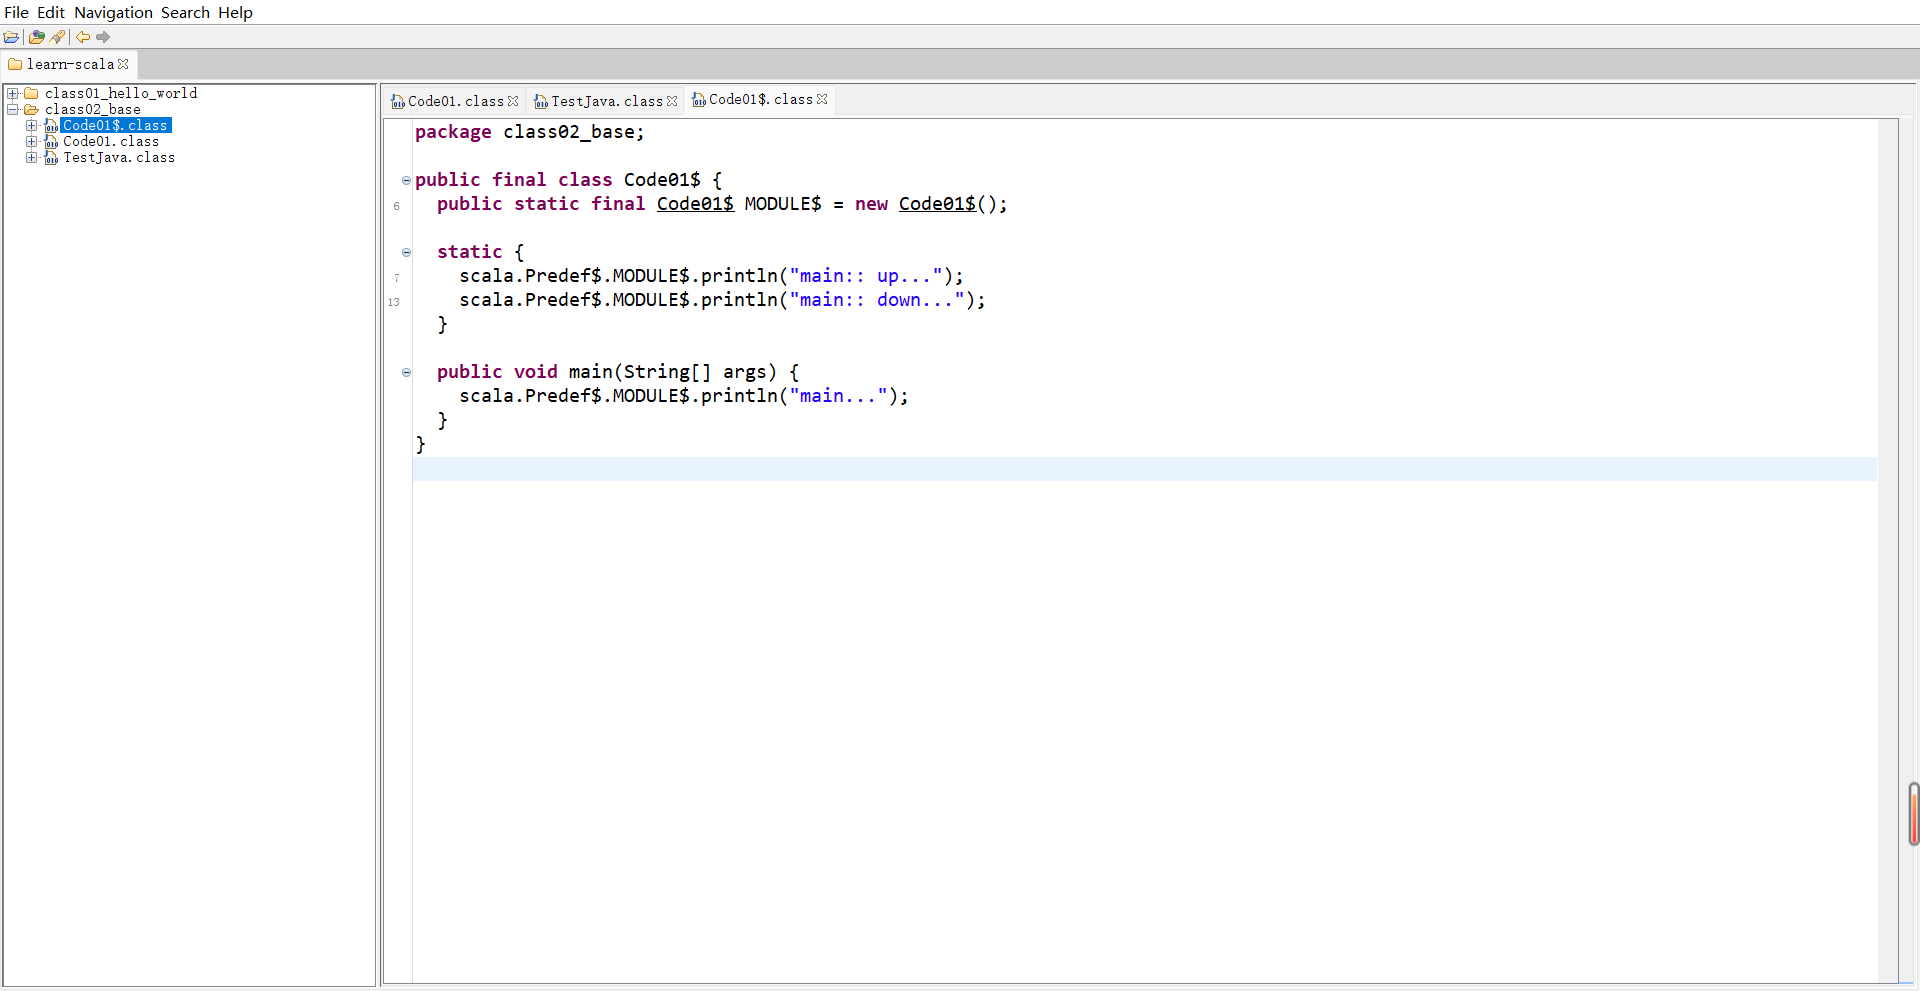 File Edit Navigation Search Help
learn-scala
class01_hello_world
class02_base
Code01$.class
Code01.class
TestJava.class
Code01.class TestJava.class Code01$.class
package class02_base;
public final class Code01$ {
6 public static final Code01$ MODULE$ = new Code01$();
static {
7 scala.Predef$.MODULE$.println("main:: up...");
13 scala.Predef$.MODULE$.println("main:: down...");
}
public void main(String[] args) {
scala.Predef$.MODULE$.println("main...");
}
}